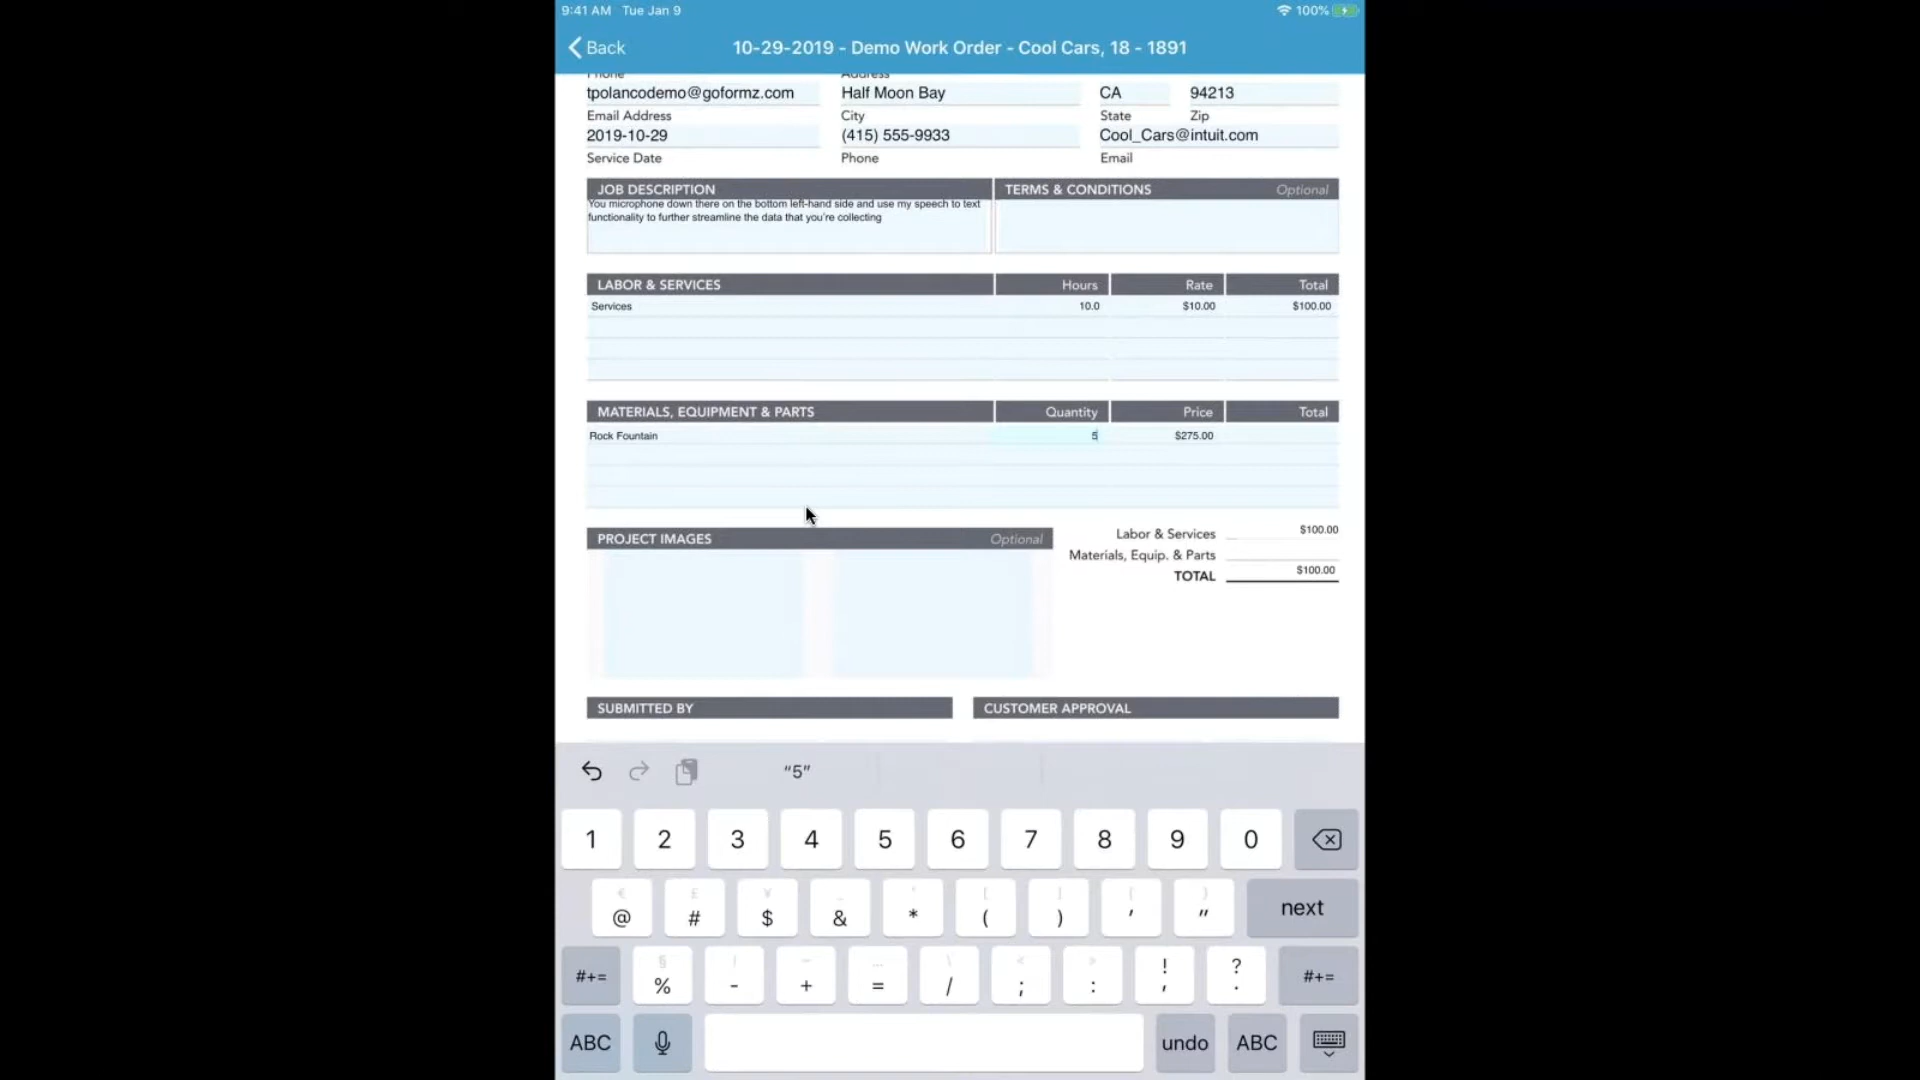 9:41 AM Tue Jan 9 100%
Back 10-29-2019 - Demo Work Order - Cool Cars, 18 - 1891
Phone Address
tpolancodemo@goformz.com Half Moon Bay CA 94213
Email Address City State Zip
2019-10-29 (415) 555-9933 Cool_Cars@intuit.com
Service Date Phone Email
JOB DESCRIPTION TERMS & CONDITIONS Optional
You microphone down there on the bottom left-hand side and use my speech to text
functionality to further streamline the data that you're collecting
LABOR & SERVICES Hours Rate Total
Services 10.0 $10.00 $100.00
MATERIALS, EQUIPMENT & PARTS Quantity Price Total
Rock Fountain 5 $275.00
PROJECT IMAGES Optional
Labor & Services $100.00
Materials, Equip. & Parts
TOTAL $100.00
SUBMITTED BY CUSTOMER APPROVAL
"5"
1 2 3 4 5 6 7 8 9 0
€ £ ¥ _ [ ] { }
@ # $ & * ( ) ' " next
§ | ~ … \ < > ! ?
#+= % - + = / ; : , . #+=
ABC undo ABC